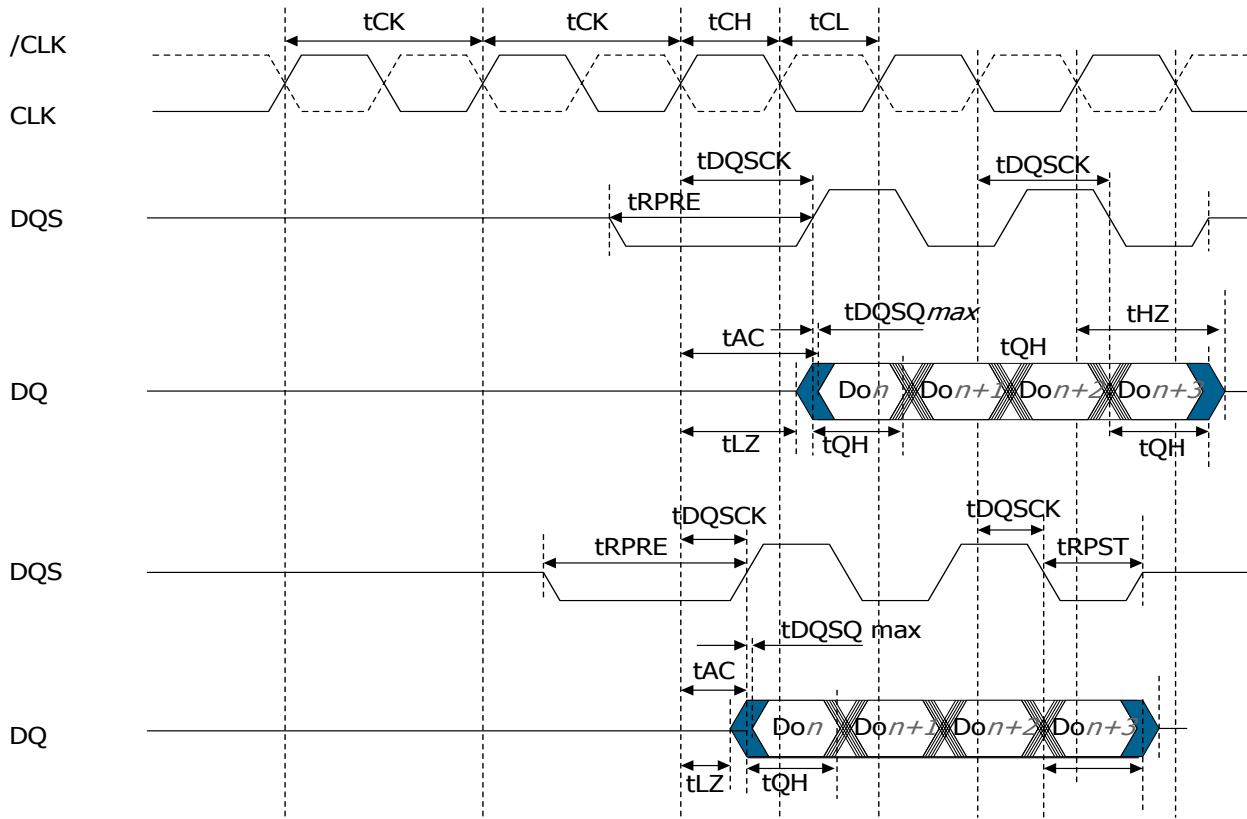 tCK tCK tCH tCL
/CLK
CLK
tDQSCK tDQSCK
tRPRE
DQS
tDQSQmax
tHZ
tAC
tQH
DQ
Don Don+1 Don+2 Don+3
tLZ tQH tQH
tDQSCK tDQSCK
tRPRE tRPST
DQS
tDQSQ max
tAC
Don Don+1 Don+2 Don+3
DQ
tLZ tQH